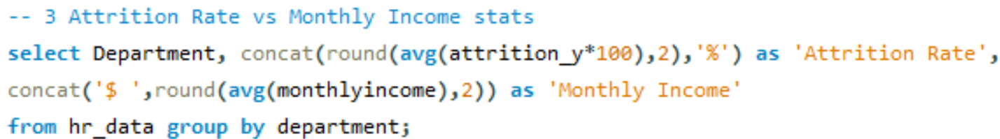 -- 3 Attrition Rate vs Monthly Income stats
select Department, concat(round(avg(attrition_y*100),2),'%') as 'Attrition Rate',
concat('$ ',round(avg(monthlyincome),2)) as 'Monthly Income'
from hr_data group by department;